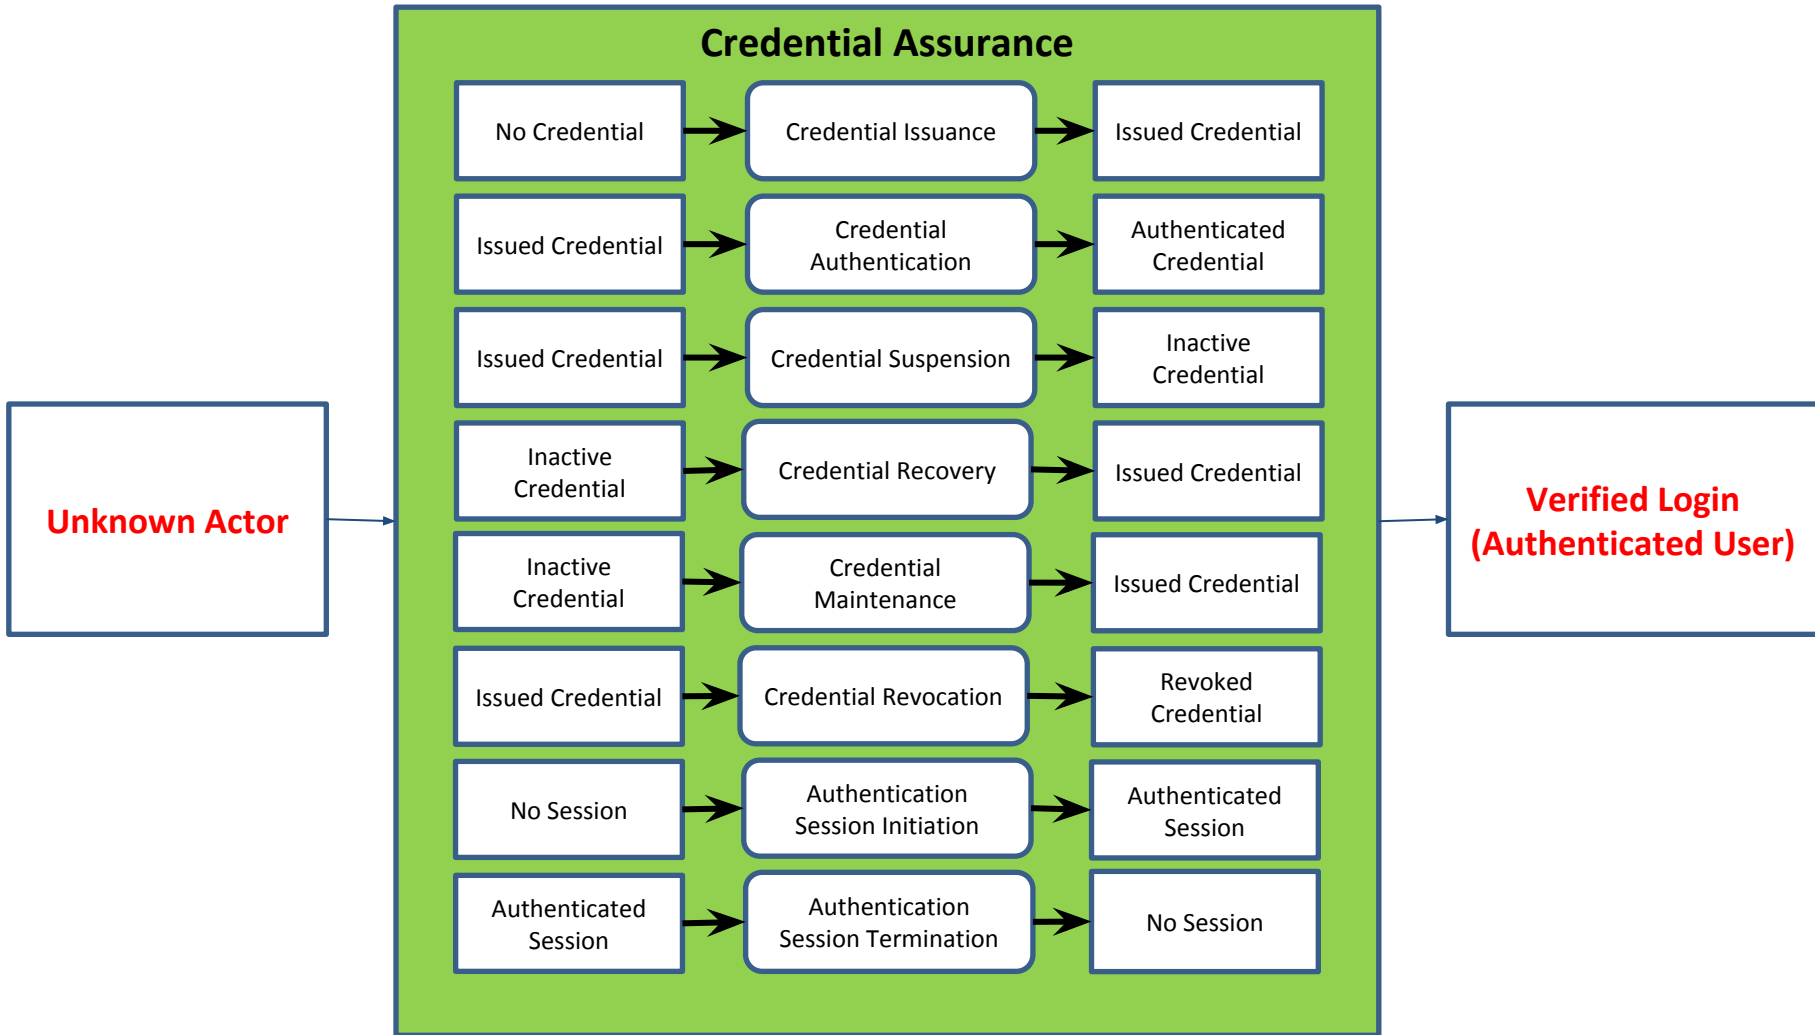 Credential Assurance
No Credential
Credential Issuance
Issued Credential
Issued Credential
Credential
Authentication
Authenticated
Credential
Issued Credential
Credential Suspension
Inactive
Credential
Inactive
Credential
Credential Recovery
Issued Credential
Unknown Actor
Verified Login
(Authenticated User)
Inactive
Credential
Credential
Maintenance
Issued Credential
Issued Credential
Credential Revocation
Revoked
Credential
No Session
Authentication
Session Initiation
Authenticated
Session
Authenticated
Session
Authentication
Session Termination
No Session